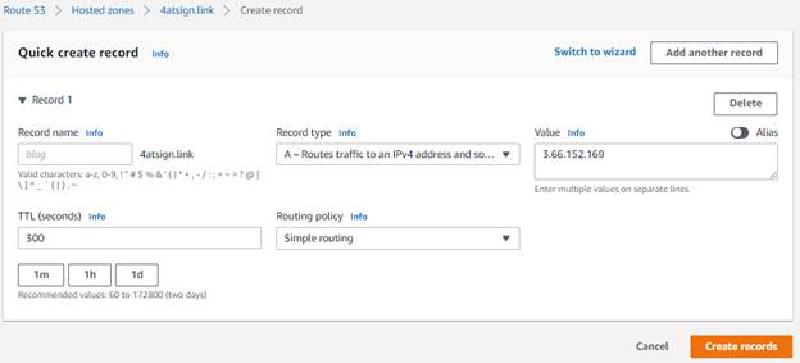 Route 53 > Hosted zones > 4atsign.link > Create record
Quick create record Info Switch to wizard Add another record
▼ Record 1 Delete
Record name Info Record type Info Value Info Alias
blog 4atsign.link A – Routes traffic to an IPv4 address and so... ▼ 3.66.152.169
Valid characters: a-z, 0-9,
Enter multiple values on separate lines.
TTL (seconds) Info Routing policy Info
300 Simple routing ▼
1m 1h 1d
Recommended values: 60 to 172800 (two days)
Cancel Create records